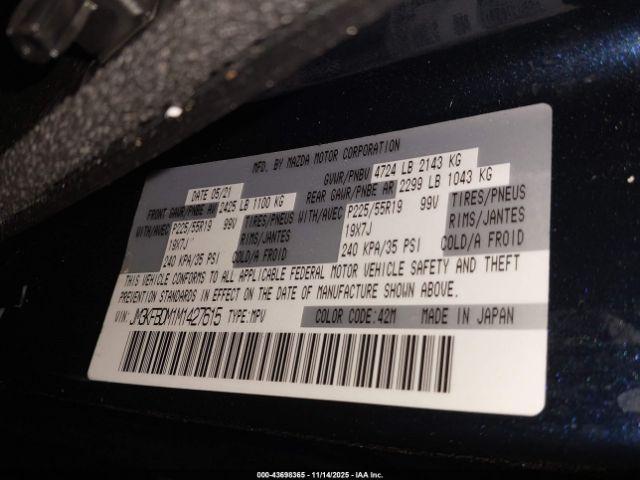 MFD. BY MAZDA MOTOR CORPORATION
DATE 05/21 GVWR/PNBV 4724 LB 2143 KG
FRONT GAWR/PNBE AV 2425 LB 1100 KG REAR GAWR/PNBE AR 2299 LB 1043 KG
WITH/AVEC P225/55R19 99V TIRES/PNEUS WITH/AVEC P225/55R19 99V TIRES/PNEUS
19X7J RIMS/JANTES 19X7J RIMS/JANTES
240 KPA/35 PSI COLD/A FROID 240 KPA/35 PSI COLD/A FROID
THIS VEHICLE CONFORMS TO ALL APPLICABLE FEDERAL MOTOR VEHICLE SAFETY AND THEFT
PREVENTION STANDARDS IN EFFECT ON THE DATE OF MANUFACTURE SHOWN ABOVE.
VIN: JM3KFBDM1M1427615 TYPE:MPV COLOR CODE:42M MADE IN JAPAN
000-43698365 - 11/14/2025 - IAA Inc.